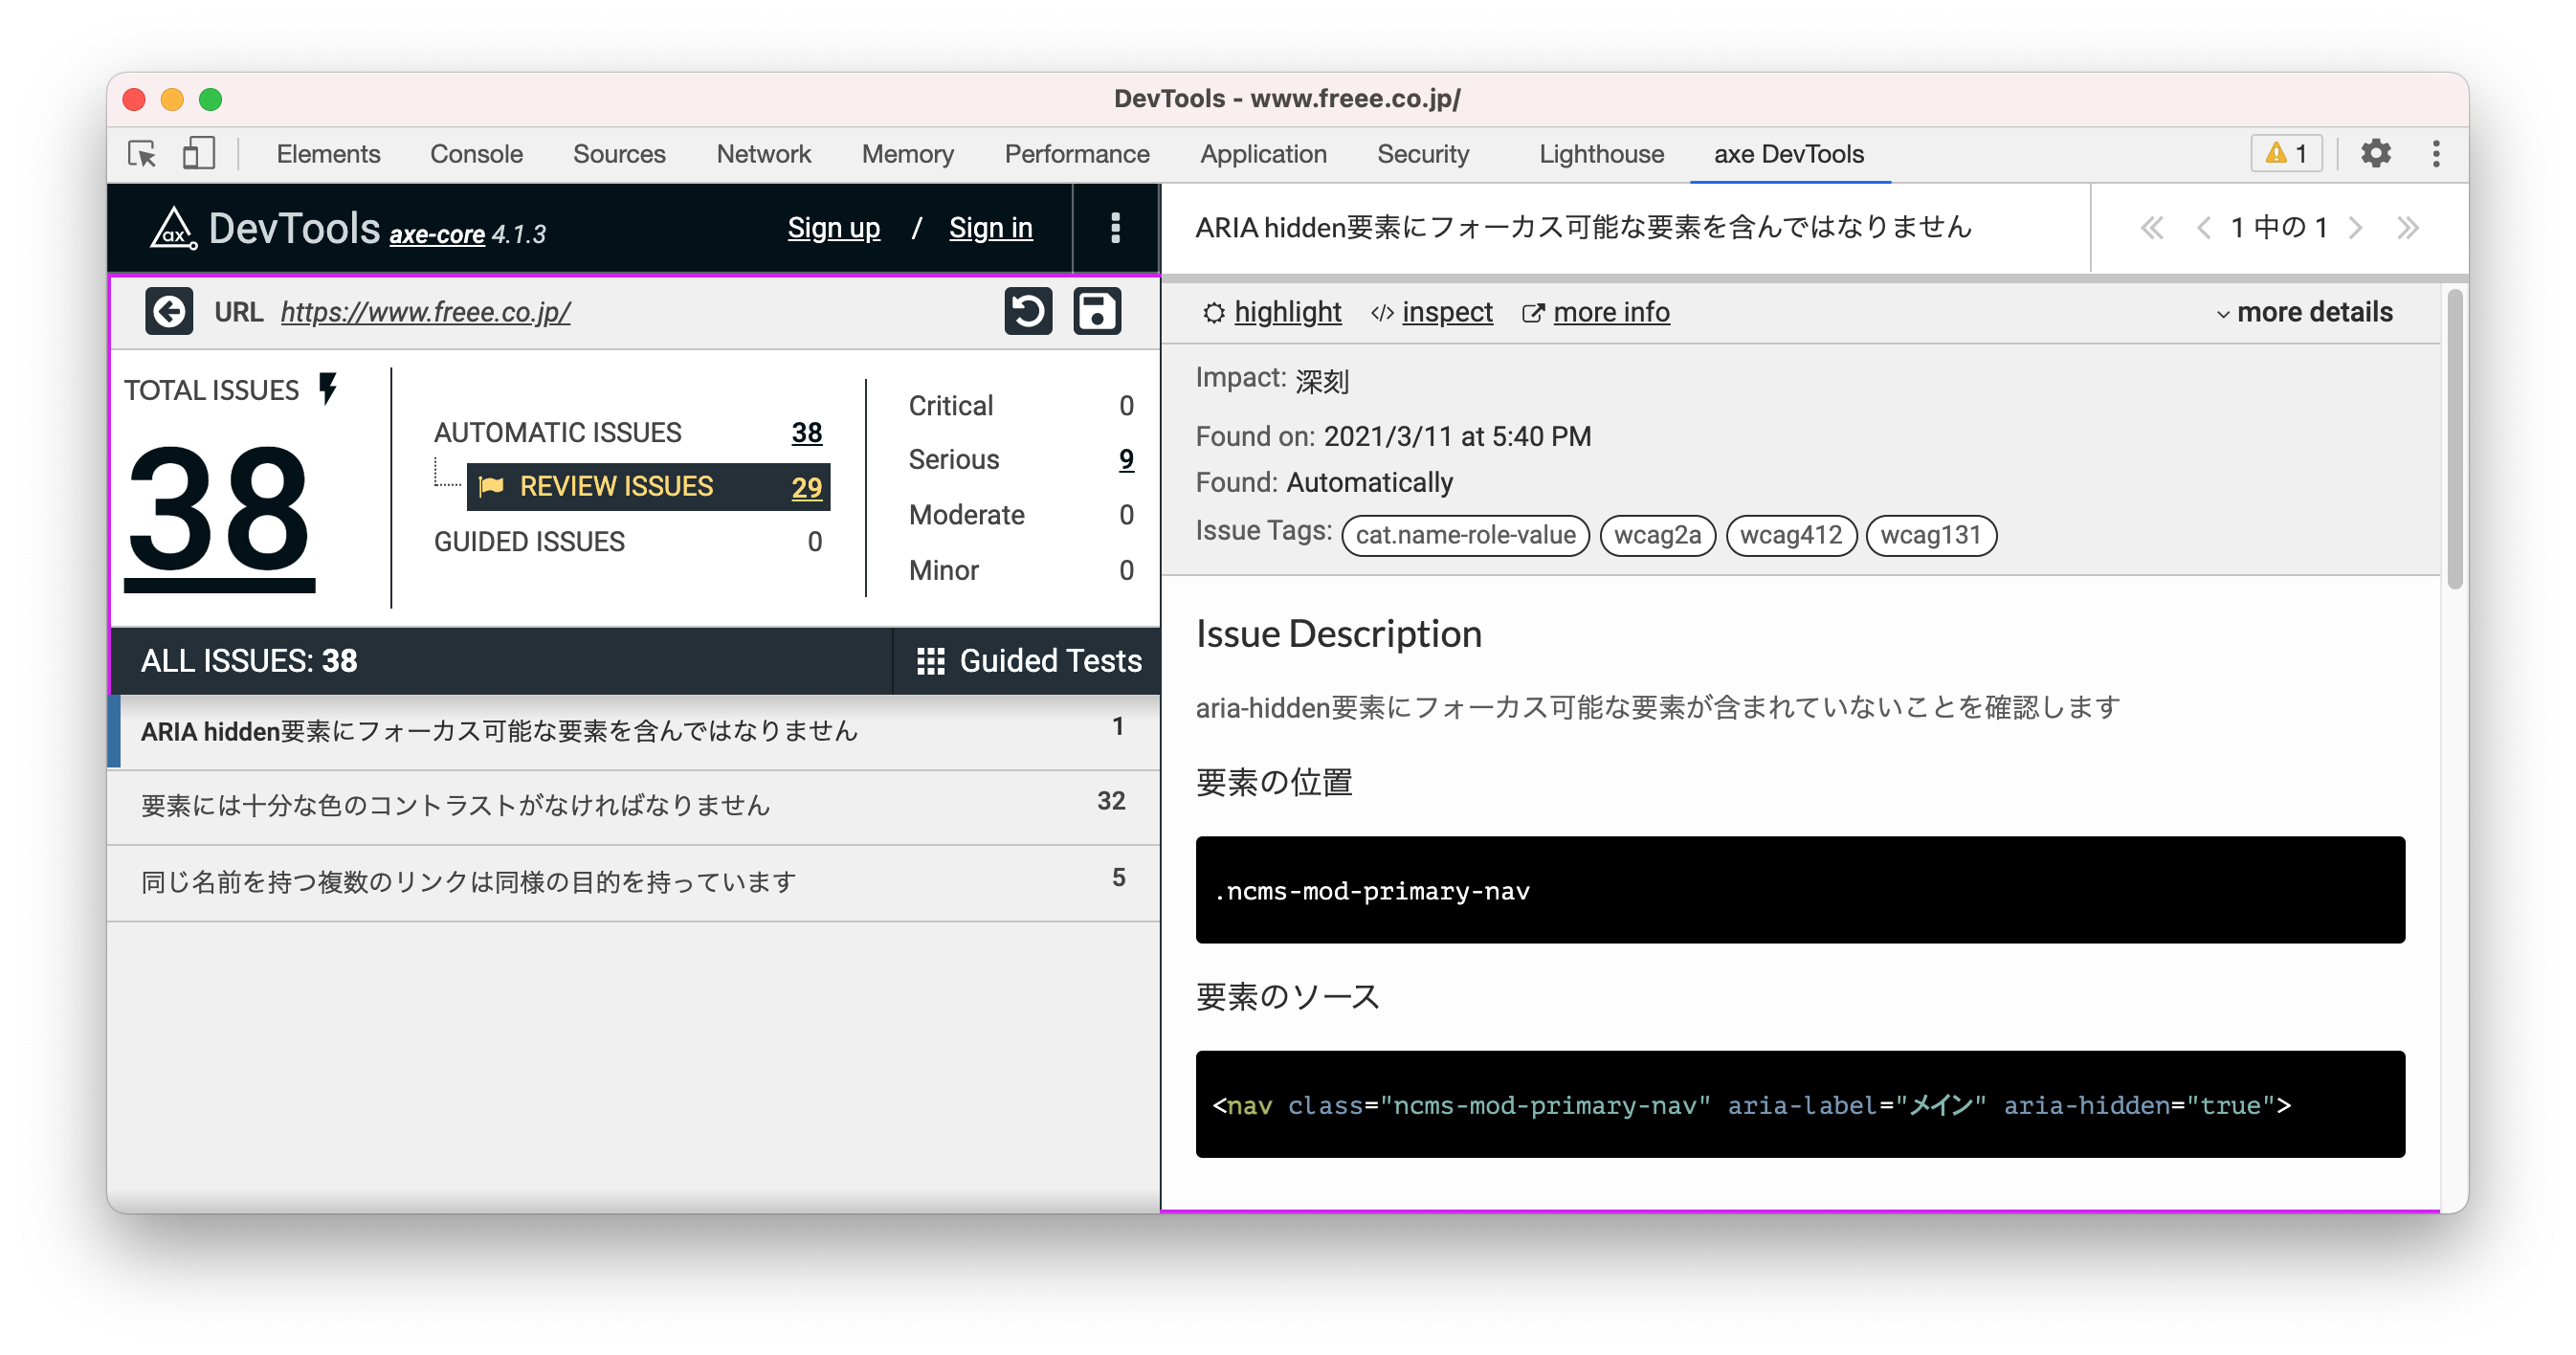 DevTools - www.freee.co.jp/
Elements Console Sources Network Memory Performance Application Security Lighthouse axe DevTools 1
ax DevTools axe-core 4.1.3 Sign up / Sign in
URL https://www.freee.co.jp/
TOTAL ISSUES
38
AUTOMATIC ISSUES 38
REVIEW ISSUES 29
GUIDED ISSUES 0
Critical 0
Serious 9
Moderate 0
Minor 0
ALL ISSUES: 38 Guided Tests
ARIA hidden要素にフォーカス可能な要素を含んではなりません 1
要素には十分な色のコントラストがなければなりません 32
同じ名前を持つ複数のリンクは同様の目的を持っています 5
ARIA hidden要素にフォーカス可能な要素を含んではなりません 1 中の 1
highlight </> inspect more info more details
Impact: 深刻
Found on: 2021/3/11 at 5:40 PM
Found: Automatically
Issue Tags: cat.name-role-value wcag2a wcag412 wcag131
Issue Description
aria-hidden要素にフォーカス可能な要素が含まれていないことを確認します
要素の位置
.ncms-mod-primary-nav
要素のソース
<nav class="ncms-mod-primary-nav" aria-label="メイン" aria-hidden="true">